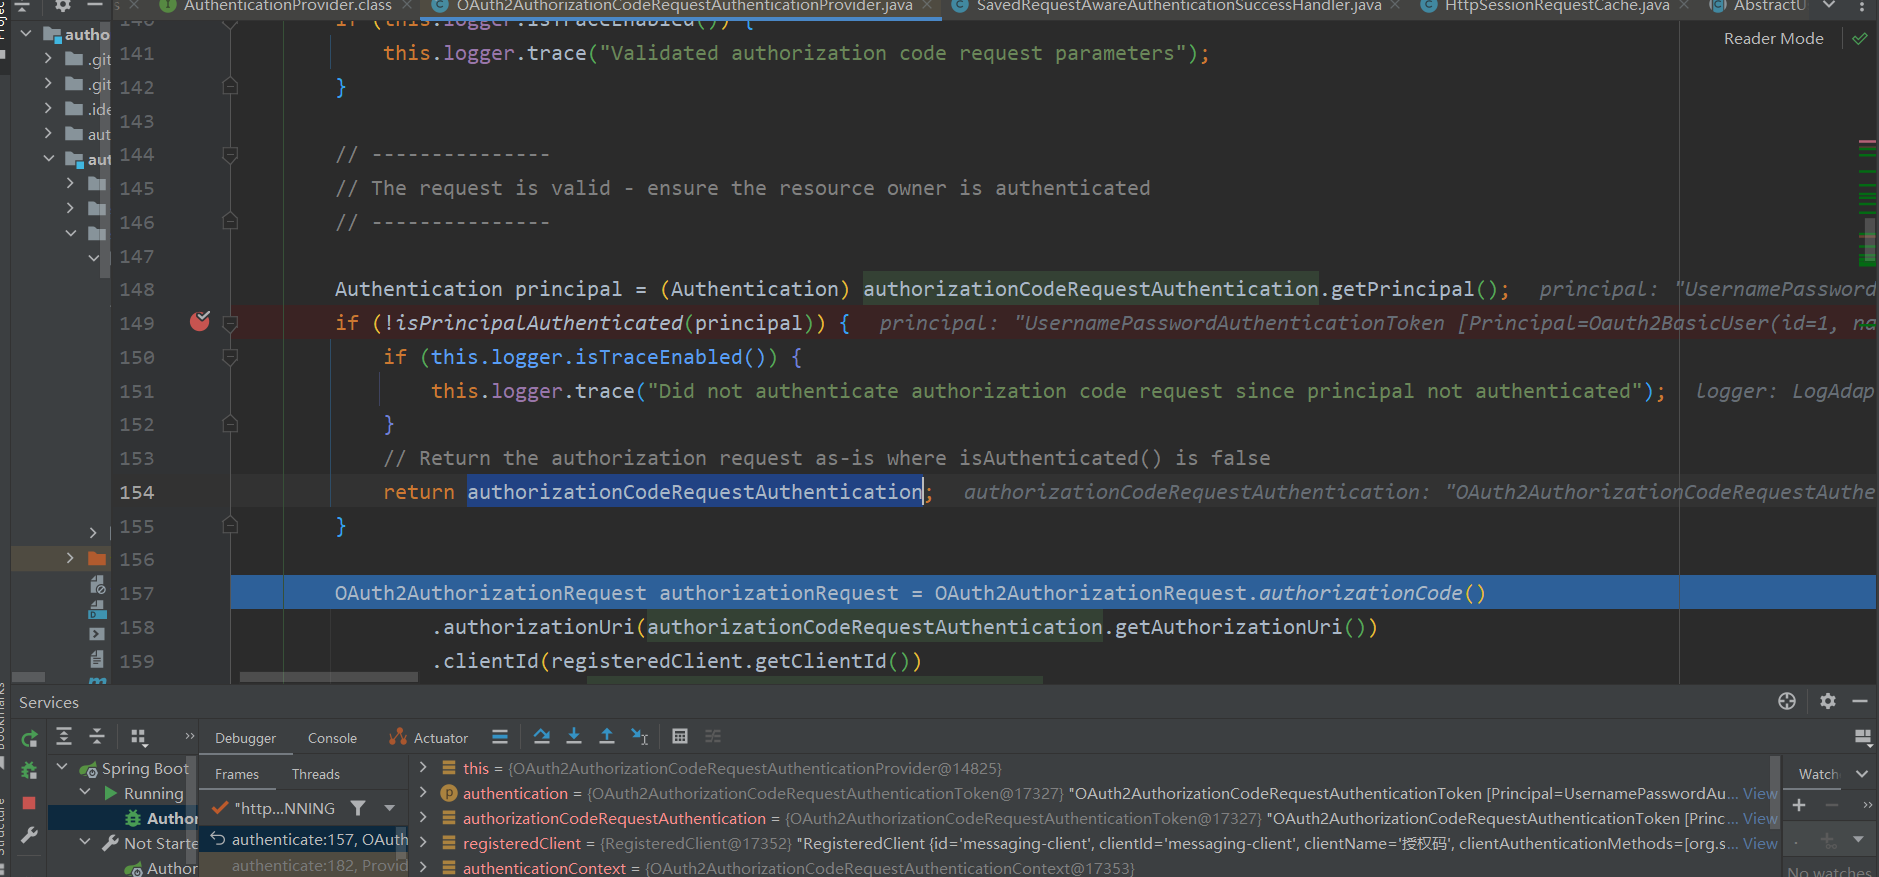 AuthenticationProvider.class
OAuth2AuthorizationCodeRequestAuthenticationProvider.java
SavedRequestAwareAuthenticationSuccessHandler.java
HttpSessionRequestCache.java
AbstractU
Reader Mode
autho
.git
.git
.ide
aut
aut
140 if (this.logger.isTraceEnabled()) {
141 this.logger.trace("Validated authorization code request parameters");
142 }
143
144 // ---------------
145 // The request is valid - ensure the resource owner is authenticated
146 // ---------------
147
148 Authentication principal = (Authentication) authorizationCodeRequestAuthentication.getPrincipal(); principal: "UsernamePassword
149 if (!isPrincipalAuthenticated(principal)) { principal: "UsernamePasswordAuthenticationToken [Principal=Oauth2BasicUser(id=1, na
150 if (this.logger.isTraceEnabled()) {
151 this.logger.trace("Did not authenticate authorization code request since principal not authenticated"); logger: LogAdap
152 }
153 // Return the authorization request as-is where isAuthenticated() is false
154 return authorizationCodeRequestAuthentication; authorizationCodeRequestAuthentication: "OAuth2AuthorizationCodeRequestAuthe
155 }
156
157 OAuth2AuthorizationRequest authorizationRequest = OAuth2AuthorizationRequest.authorizationCode()
158 .authorizationUri(authorizationCodeRequestAuthentication.getAuthorizationUri())
159 .clientId(registeredClient.getClientId())
Services
Debugger Console Actuator
Spring Boot
Running
Author
Not Starte
Author
Frames Threads
"http...NNING
authenticate:157, OAuth
authenticate:182, Provid
this = {OAuth2AuthorizationCodeRequestAuthenticationProvider@14825}
authentication = {OAuth2AuthorizationCodeRequestAuthenticationToken@17327} "OAuth2AuthorizationCodeRequestAuthenticationToken [Principal=UsernamePasswordAu... View
authorizationCodeRequestAuthentication = {OAuth2AuthorizationCodeRequestAuthenticationToken@17327} "OAuth2AuthorizationCodeRequestAuthenticationToken [Princ... View
registeredClient = {RegisteredClient@17352} "RegisteredClient {id='messaging-client', clientId='messaging-client', clientName='授权码', clientAuthenticationMethods=[org.s... View
authenticationContext = {OAuth2AuthorizationCodeRequestAuthenticationContext@17353}
Watch
No watches